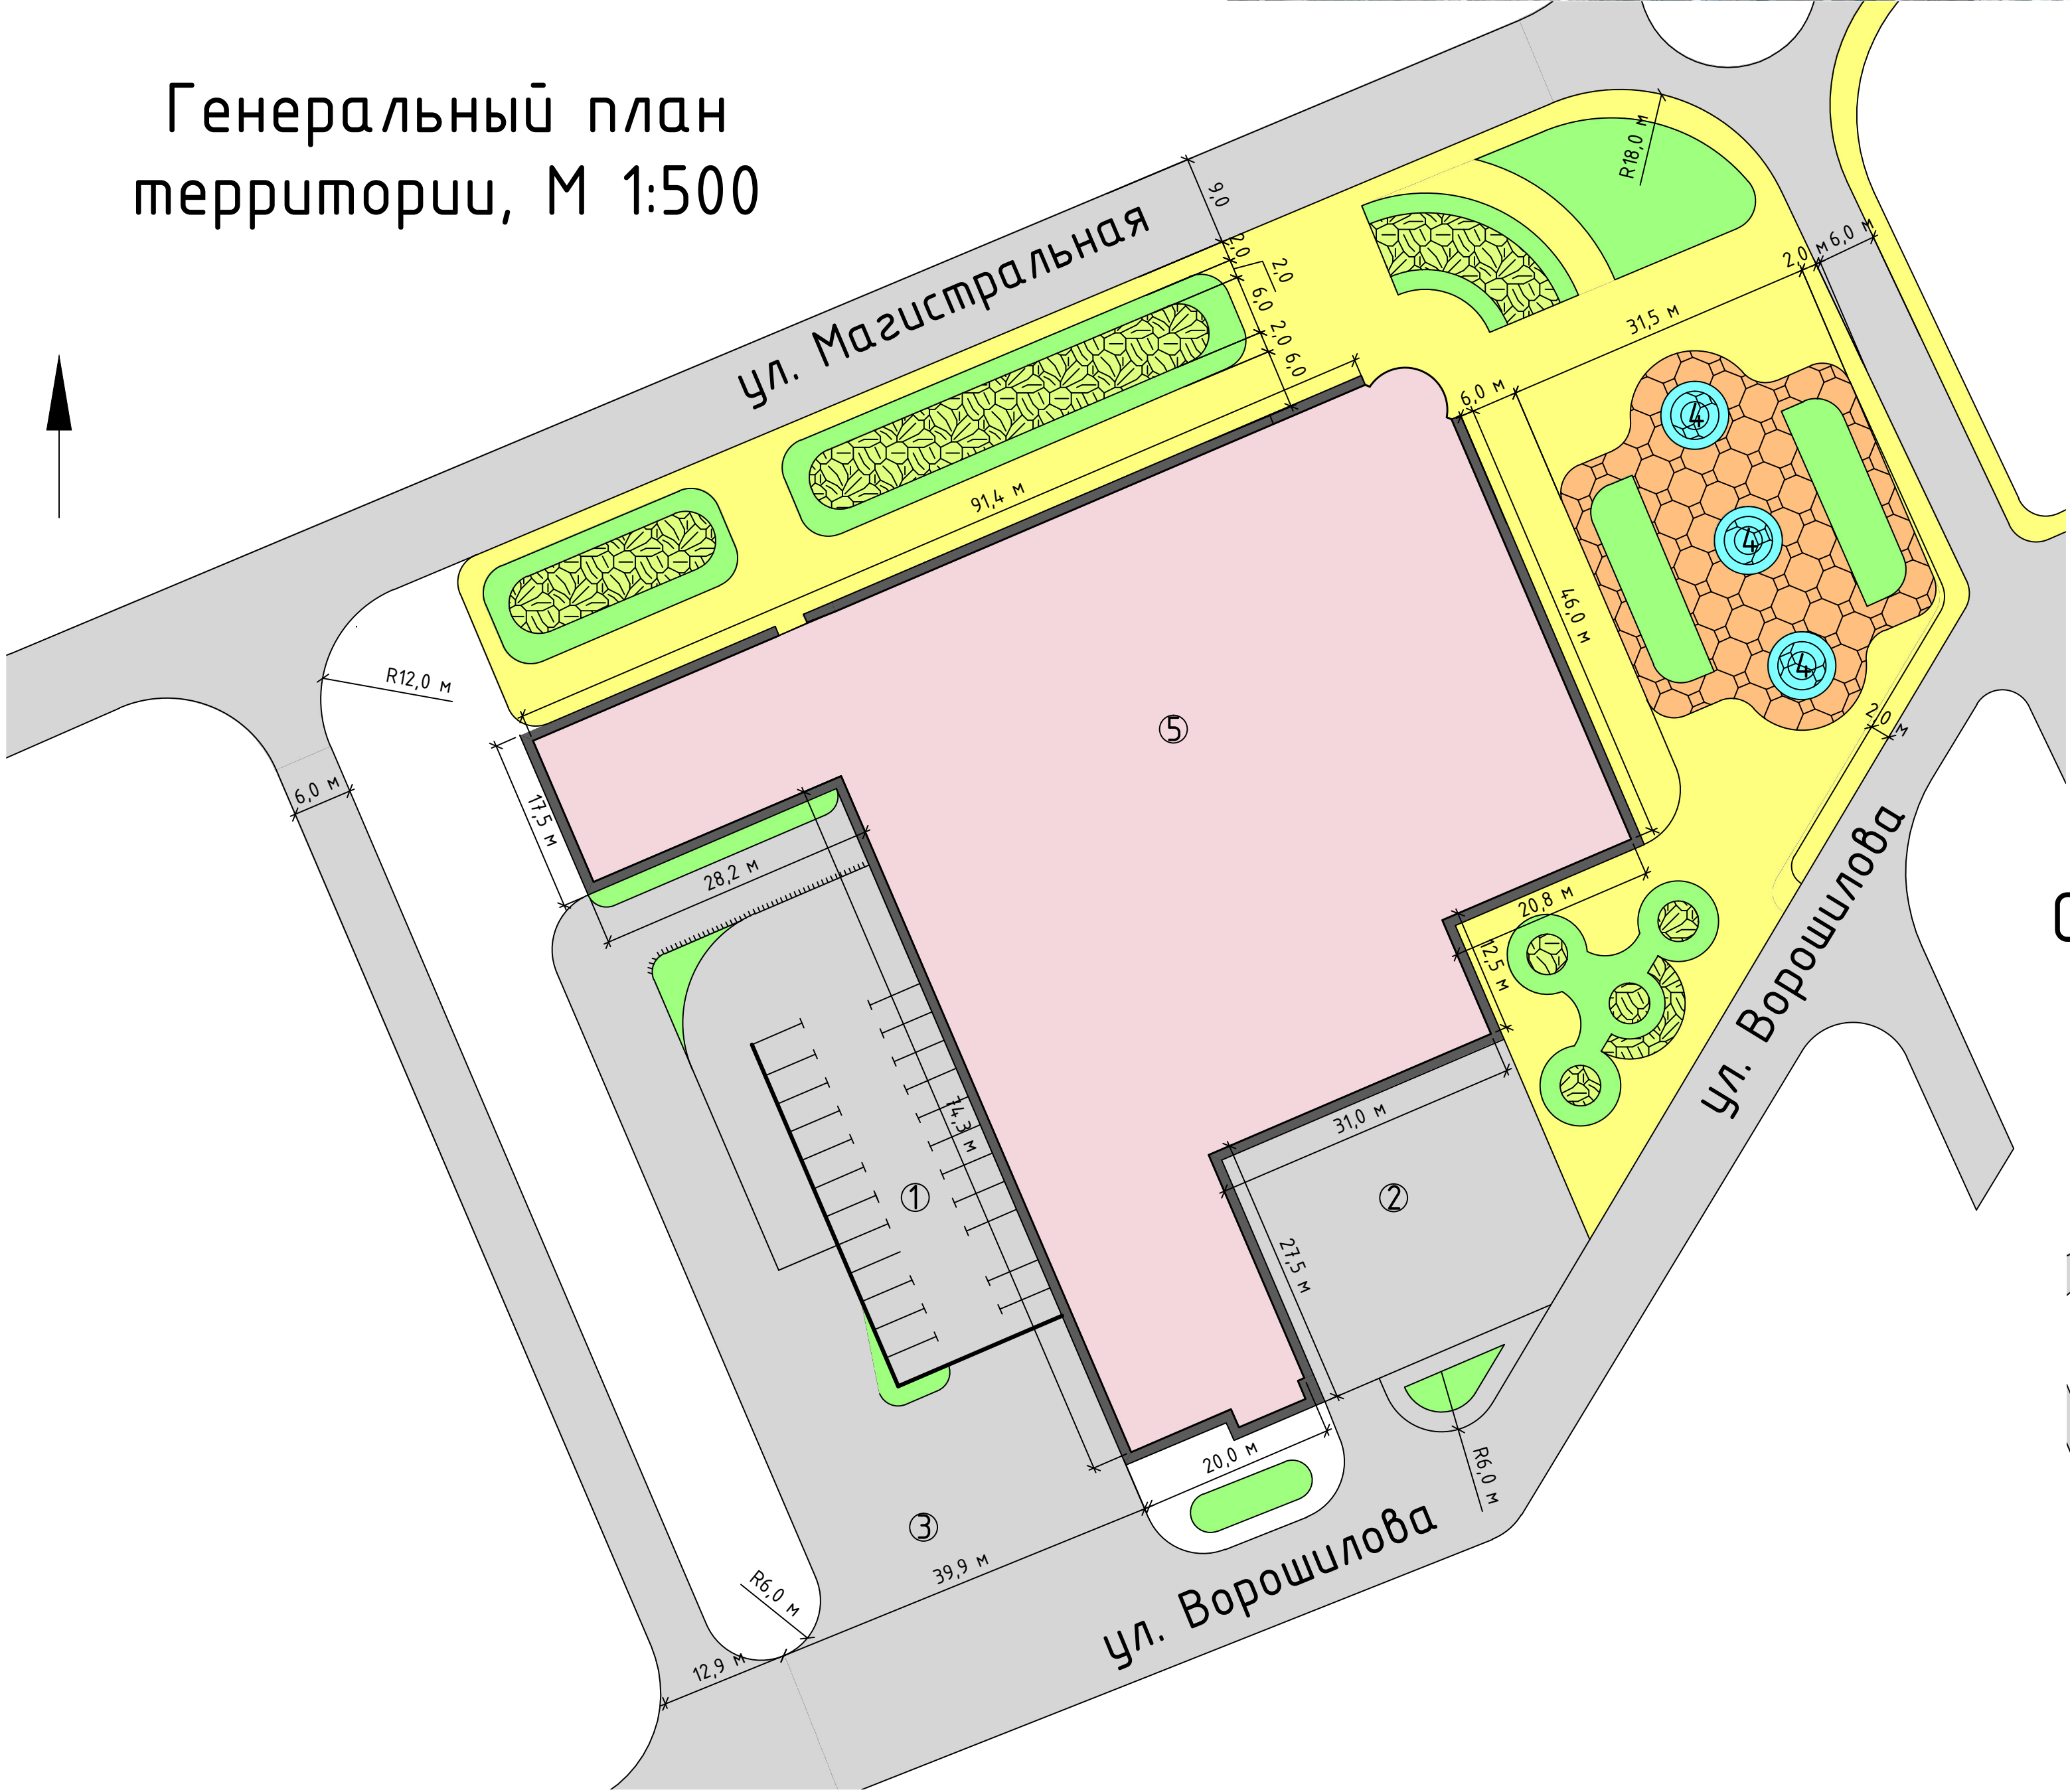 Генеральный план
территории, М 1:500
R18,0 м
9,0
ул. Магистральная
2,0
2,0
6,0
2,0
6,0
2,0 м
6,0 м
31,5 м
6,0 м
4
91,4 м
4
46,0 м
4
R12,0 м
5
2,0 м
6,0 м
17,5 м
28,2 м
20,8 м
12,5 м
ул. Ворошилова
74,3 м
31,0 м
1
2
27,5 м
20,0 м
R6,0 м
3
39,9 м
ул. Ворошилова
R6,0 м
12,9 м